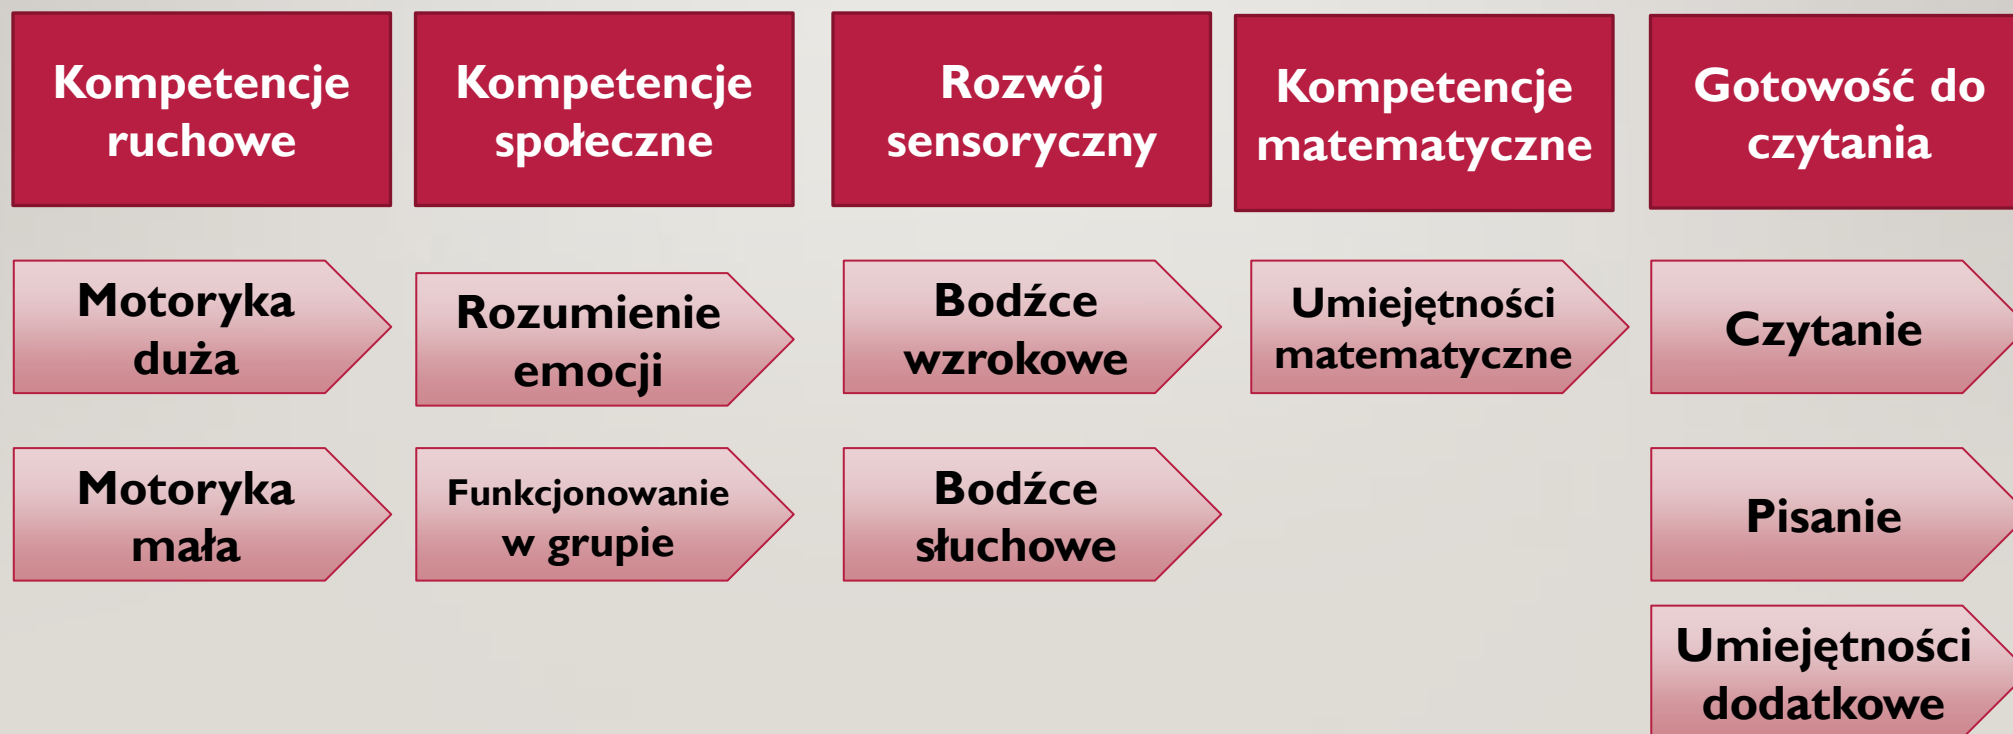 Kompetencje
ruchowe
Kompetencje
społeczne
Rozwój
sensoryczny
Kompetencje
matematyczne
Gotowość do
czytania
Motoryka
duża
Rozumienie
emocji
Bodźce
wzrokowe
Umiejętności
matematyczne
Czytanie
Motoryka
mała
Funkcjonowanie
w grupie
Bodźce
słuchowe
Pisanie
Umiejętności
dodatkowe